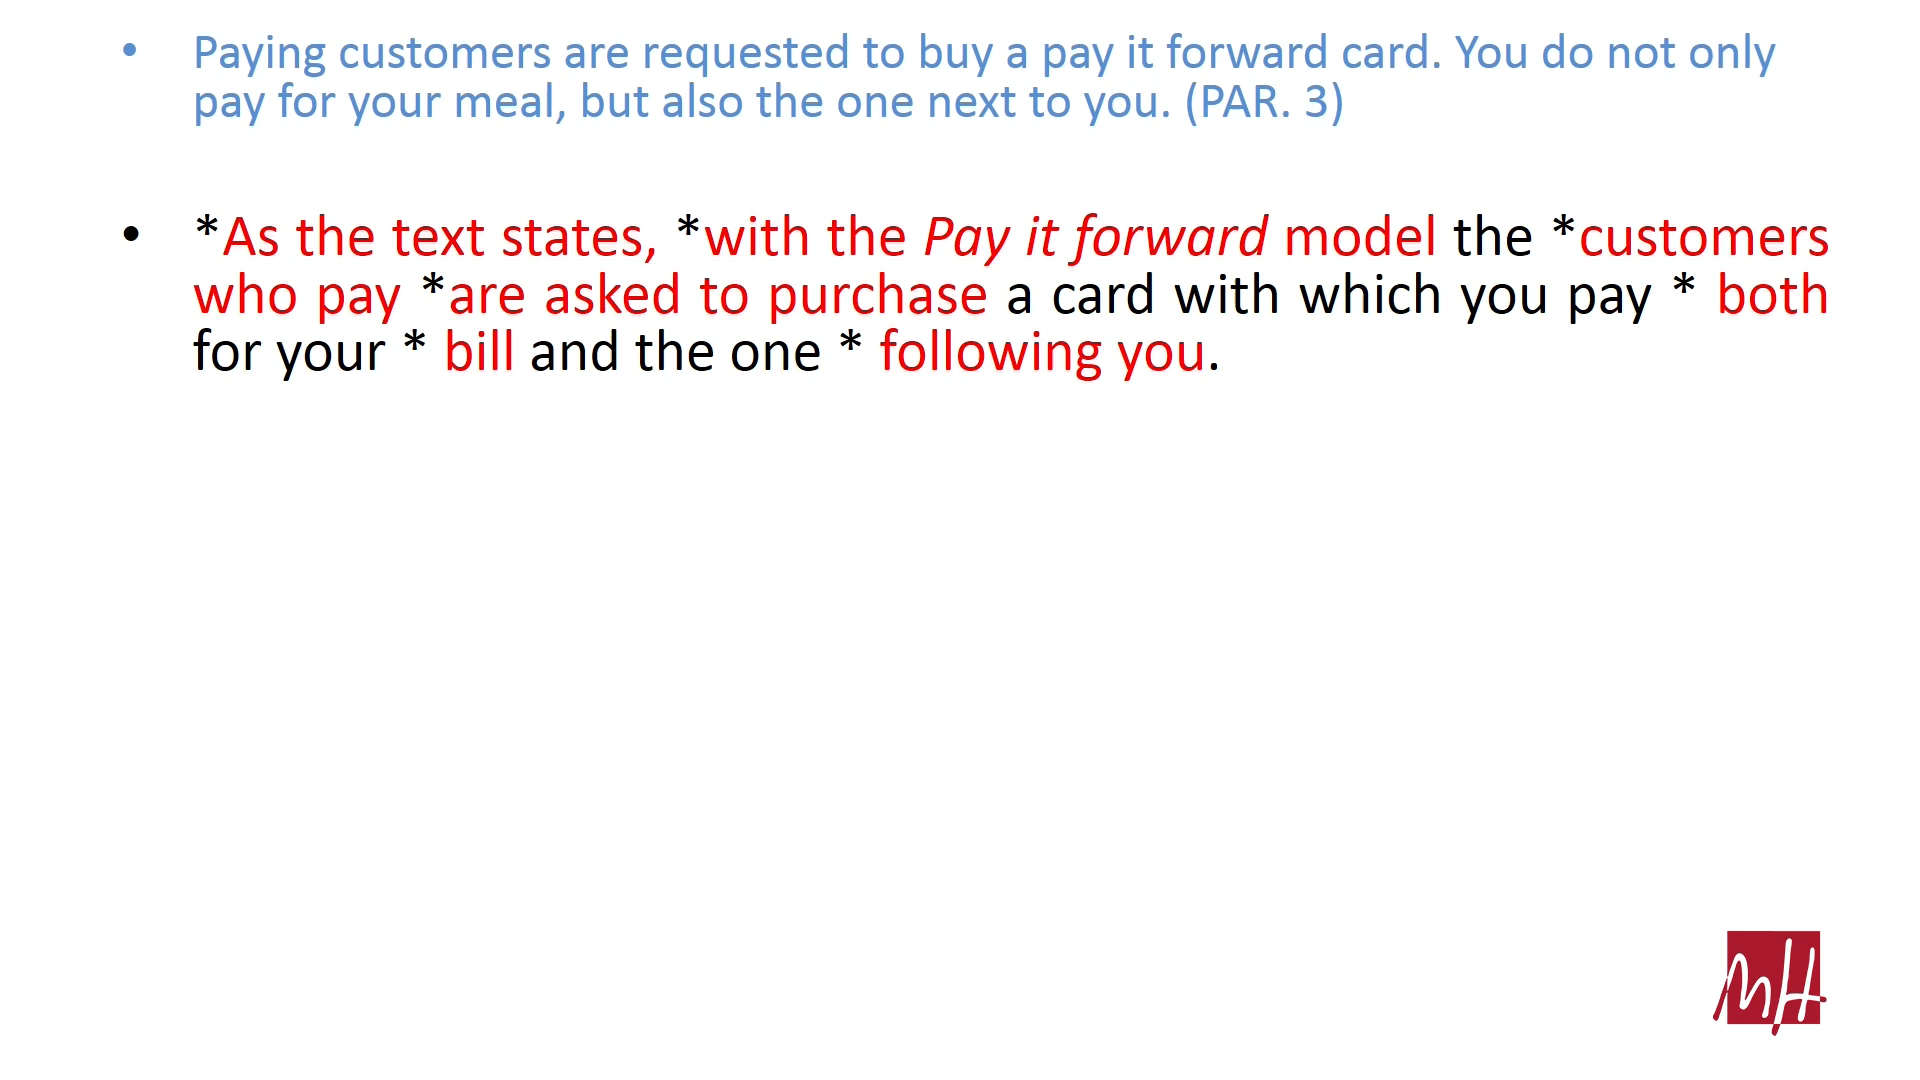 • Paying customers are requested to buy a pay it forward card. You do not only
pay for your meal, but also the one next to you. (PAR. 3)
• *As the text states, *with the Pay it forward model the *customers
who pay *are asked to purchase a card with which you pay * both
for your * bill and the one * following you.
MH